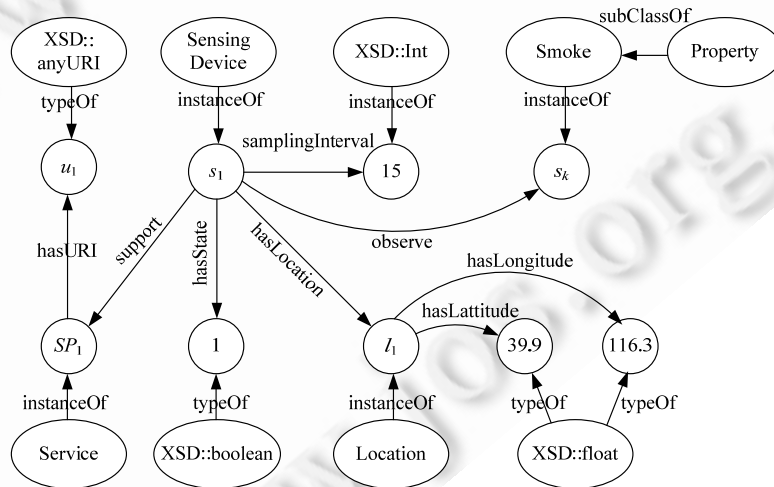 subClassOf
XSD::
anyURI
Sensing
Device
XSD::Int
Smoke
Property
typeOf
instanceOf
instanceOf
instanceOf
samplingInterval
u1
s1
15
sk
support
hasState
hasLocation
observe
hasURI
hasLongitude
hasLattitude
SP1
1
l1
39.9
116.3
instanceOf
typeOf
instanceOf
typeOf
typeOf
Service
XSD::boolean
Location
XSD::float